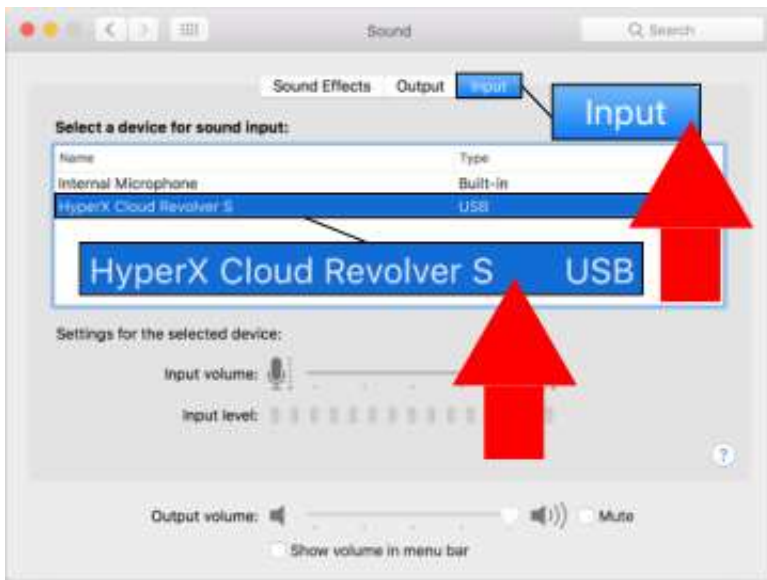 Sound
Search
Sound Effects Output Input
Input
Select a device for sound input:
Name Type
Internal Microphone Built-in
HyperX Cloud Revolver S USB
HyperX Cloud Revolver S USB
Settings for the selected device:
Input volume:
Input level:
?
Output volume: Mute
Show volume in menu bar